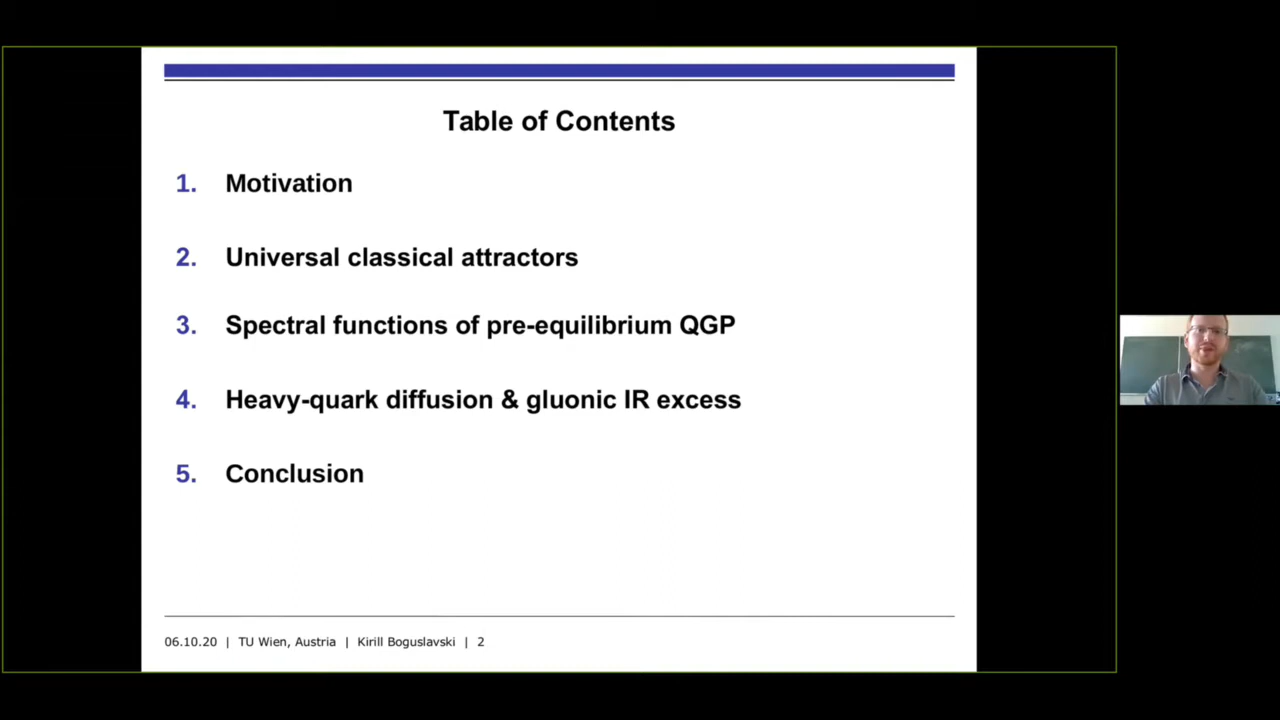 Table of Contents
1. Motivation
2. Universal classical attractors
3. Spectral functions of pre-equilibrium QGP
4. Heavy-quark diffusion & gluonic IR excess
5. Conclusion
06.10.20 | TU Wien, Austria | Kirill Boguslavski | 2